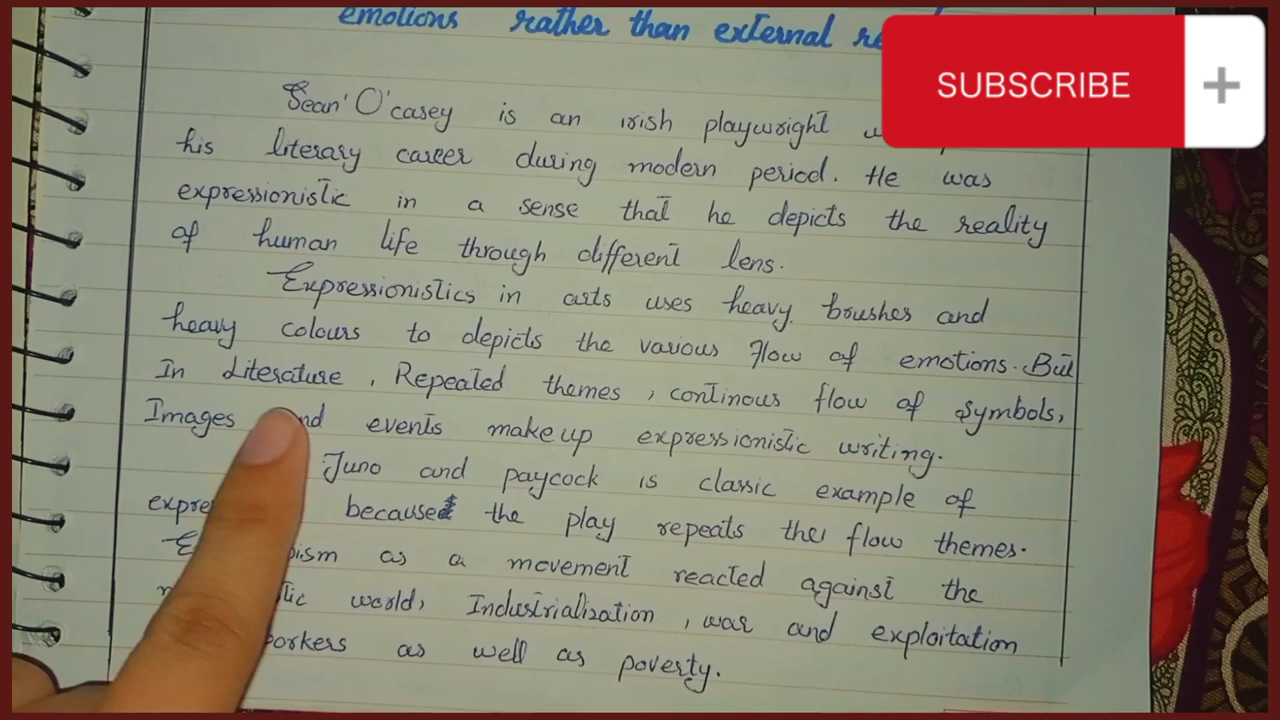 emotions rather than external
SUBSCRIBE +
Sean' O'casey is an irish playwright
his literary career during modern period. He was
expressionistic in a sense that he depicts the reality
of human life through different lens.
Expressionistics in arts uses heavy brushes and
heavy colours to depicts the various flow of emotions. But
In Literature, Repeated themes, continous flow of symbols,
Images and events makeup expressionistic writing.
Juno and paycock is classic example of
because the play repeats the flow themes.
as a movement reacted against the
world, Industrialization, war and exploitation
as well as poverty.